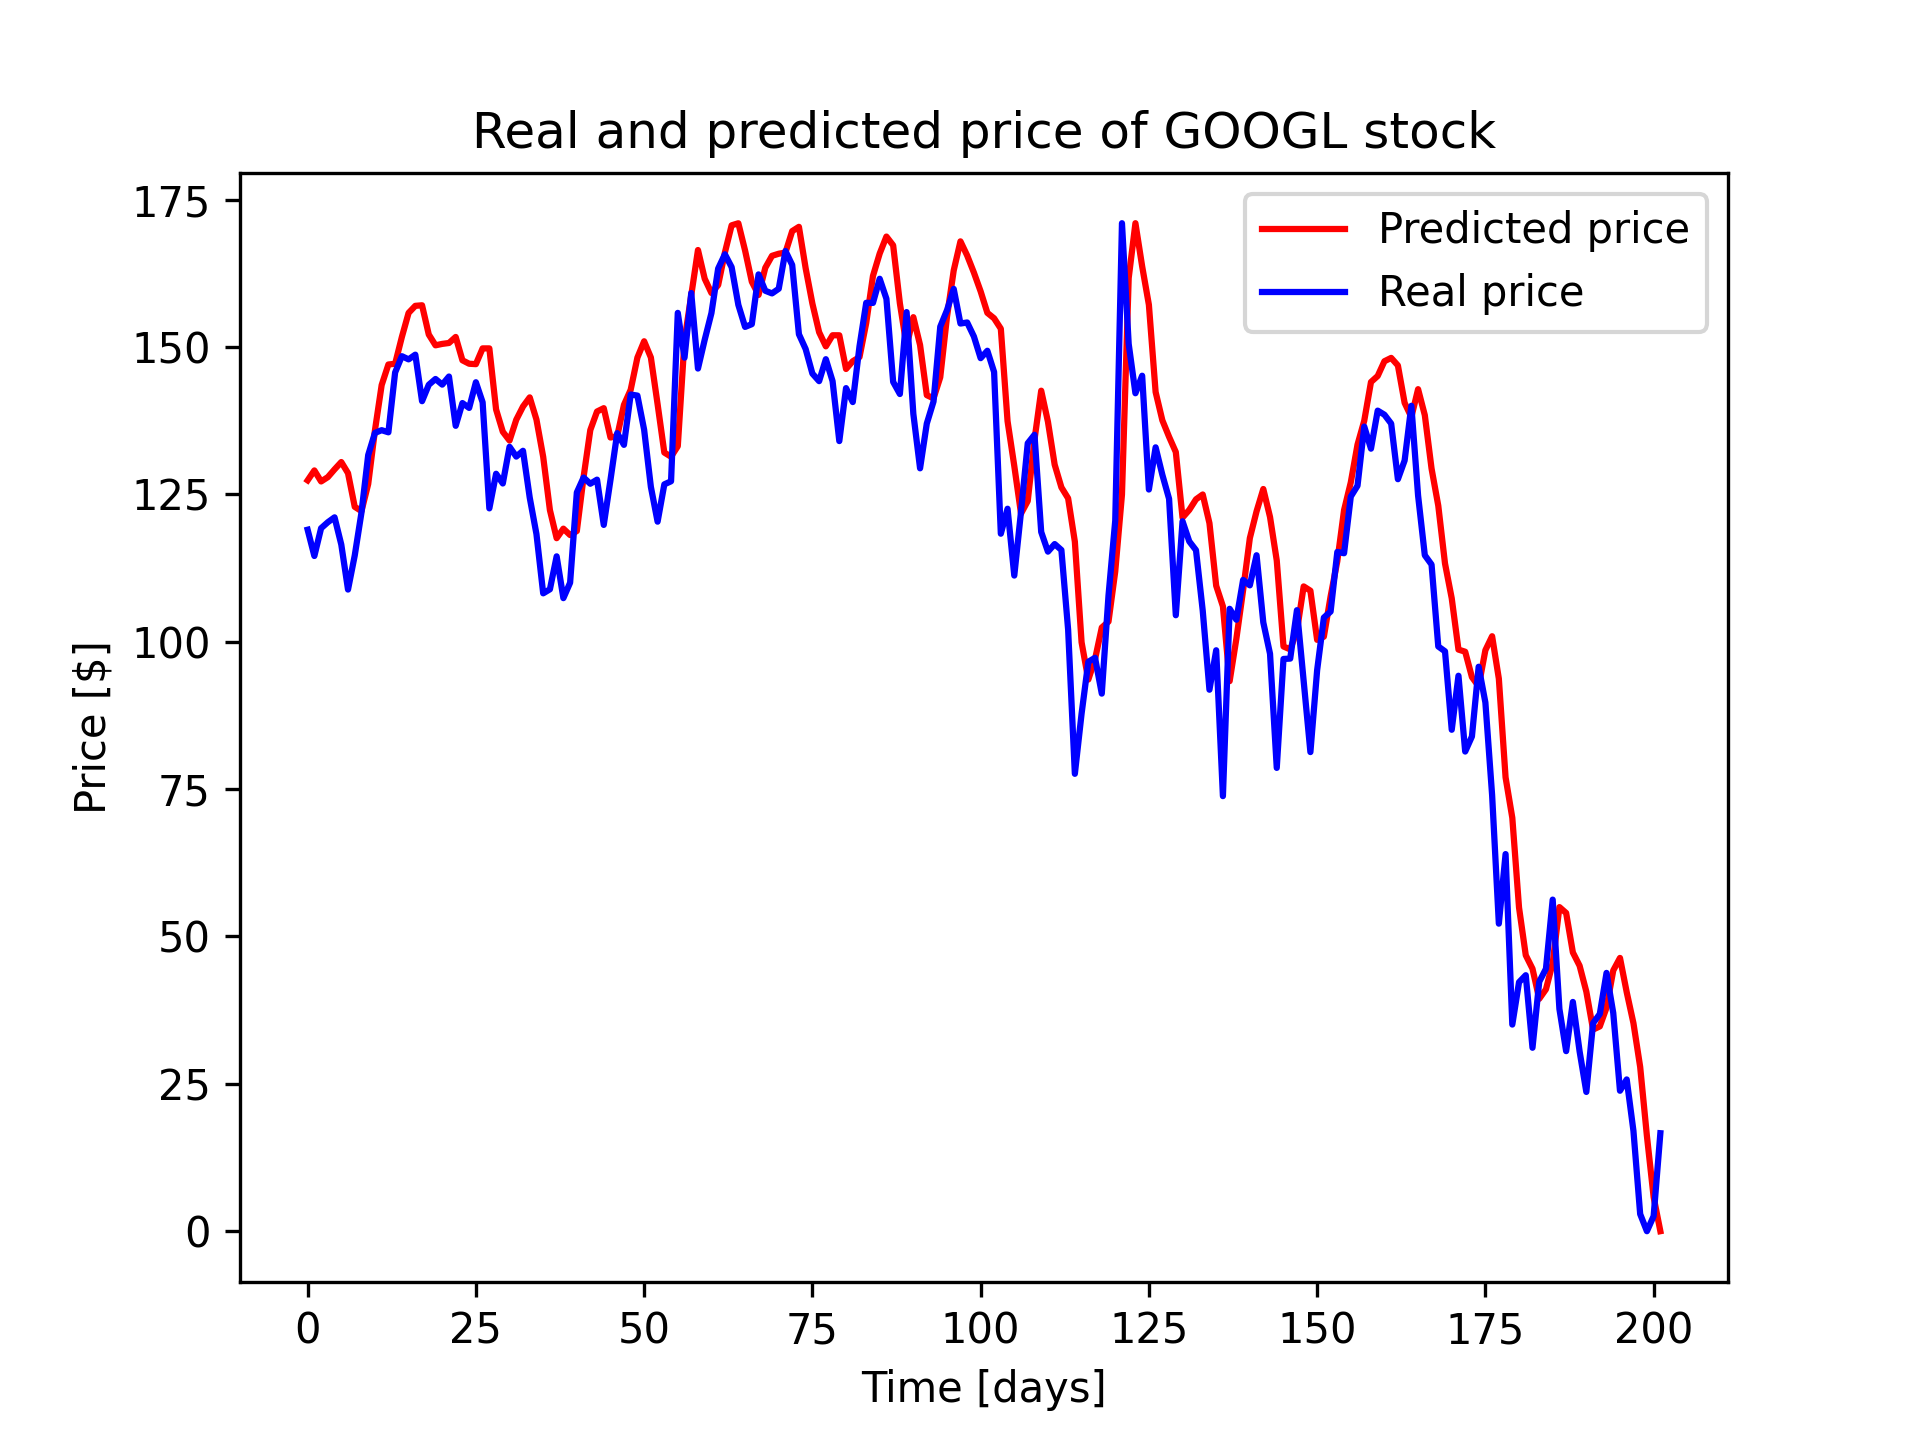 Real and predicted price of GOOGL stock
Predicted price
Real price
Price [$]
175
150
125
100
75
50
25
0
0 25 50 75 100 125 150 175 200
Time [days]